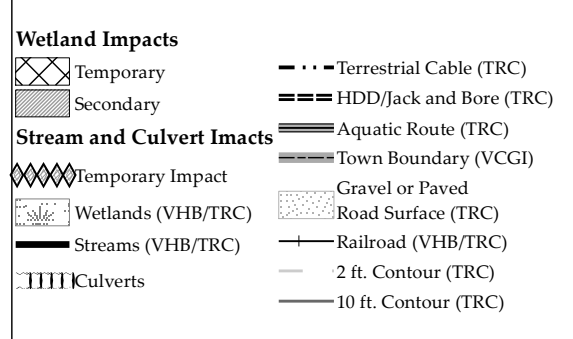 Wetland Impacts
Temporary
Secondary
Stream and Culvert Imacts
Temporary Impact
Wetlands (VHB/TRC)
Streams (VHB/TRC)
Culverts
Terrestrial Cable (TRC)
HDD/Jack and Bore (TRC)
Aquatic Route (TRC)
Town Boundary (VCGI)
Gravel or Paved
Road Surface (TRC)
Railroad (VHB/TRC)
2 ft. Contour (TRC)
10 ft. Contour (TRC)